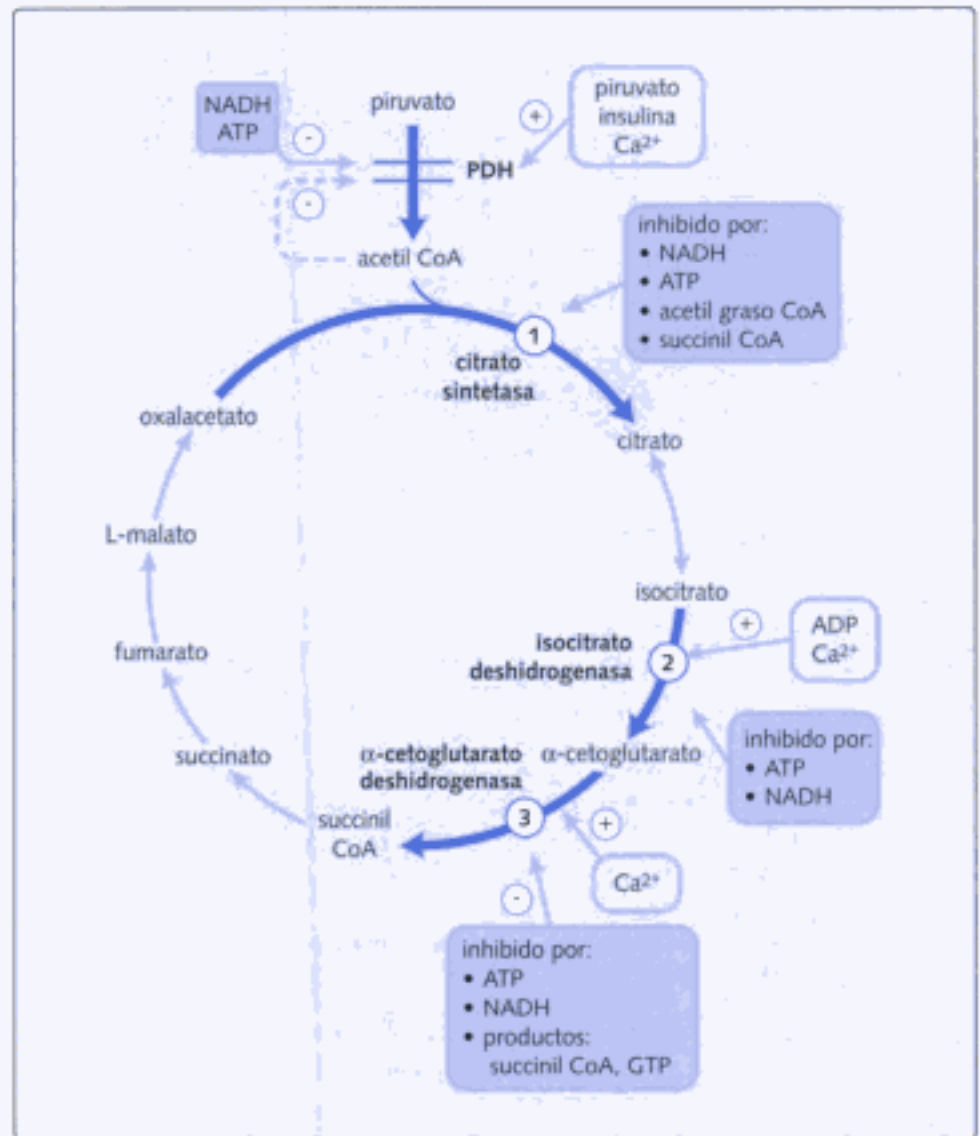 NADH
ATP
-
piruvato
+
piruvato
insulina
Ca²⁺
PDH
-
acetil CoA
inhibido por:
• NADH
• ATP
• acetil graso CoA
• succinil CoA
1
citrato
sintetasa
oxalacetato
citrato
L-malato
isocitrato
+
ADP
Ca²⁺
isocitrato
deshidrogenasa
2
fumarato
inhibido por:
• ATP
• NADH
α-cetoglutarato
deshidrogenasa
α-cetoglutarato
succinato
3
+
succinil
CoA
Ca²⁺
-
inhibido por:
• ATP
• NADH
• productos:
succinil CoA, GTP